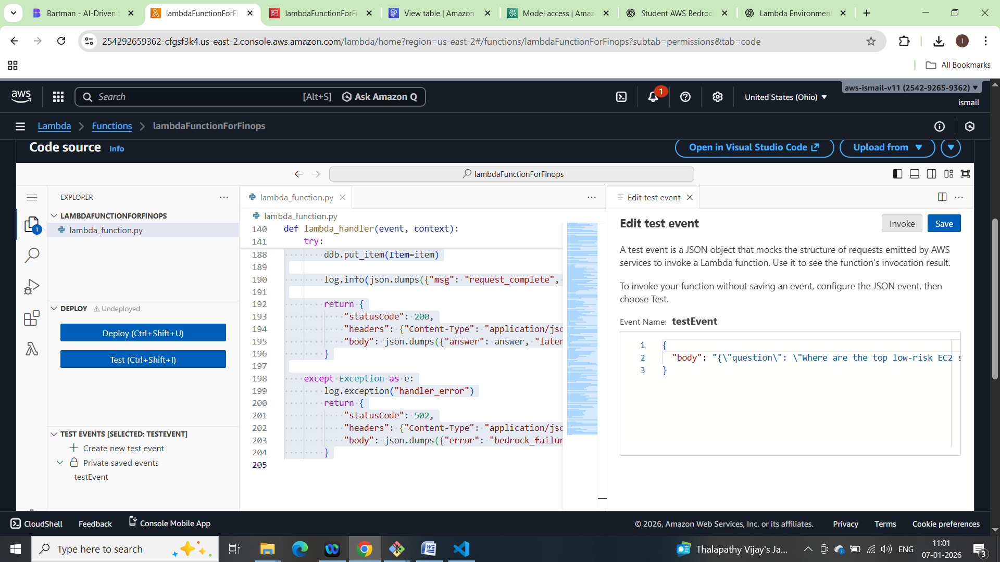 Bartman - AI-Driven S
lambdaFunctionForFi
lambdaFunctionForFi
View table | Amazon
Model access | Amaz
Student AWS Bedroc
Lambda Environmen
254292659362-cfgsf3k4.us-east-2.console.aws.amazon.com/lambda/home?region=us-east-2#/functions/lambdaFunctionForFinops?subtab=permissions&tab=code
I
All Bookmarks
aws
Search
[Alt+S]
Ask Amazon Q
1
United States (Ohio)
aws-ismail-v11 (2542-9265-9362)
ismail
Lambda
Functions
lambdaFunctionForFinops
Code source
Info
Open in Visual Studio Code
Upload from
lambdaFunctionForFinops
EXPLORER
LAMBDAFUNCTIONFORFINOPS
lambda_function.py
1
DEPLOY
Undeployed
Deploy (Ctrl+Shift+U)
Test (Ctrl+Shift+I)
TEST EVENTS [SELECTED: TESTEVENT]
Create new test event
Private saved events
testEvent
lambda_function.py
lambda_function.py
140 def lambda_handler(event, context):
141 try:
188 ddb.put_item(Item=item)
189
190 log.info(json.dumps({"msg": "request_complete",
191
192 return {
193 "statusCode": 200,
194 "headers": {"Content-Type": "application/jsc
195 "body": json.dumps({"answer": answer, "later
196 }
197
198 except Exception as e:
199 log.exception("handler_error")
200 return {
201 "statusCode": 502,
202 "headers": {"Content-Type": "application/jsc
203 "body": json.dumps({"error": "bedrock_failur
204 }
205
Edit test event
Edit test event
Invoke
Save
A test event is a JSON object that mocks the structure of requests emitted by AWS
services to invoke a Lambda function. Use it to see the function’s invocation result.
To invoke your function without saving an event, configure the JSON event, then
choose Test.
Event Name: testEvent
1 {
2 "body": "{\"question\": \"Where are the top low-risk EC2 s
3 }
CloudShell
Feedback
Console Mobile App
© 2026, Amazon Web Services, Inc. or its affiliates.
Privacy
Terms
Cookie preferences
Type here to search
Thalapathy Vijay's Ja...
ENG
11:01
07-01-2026
3